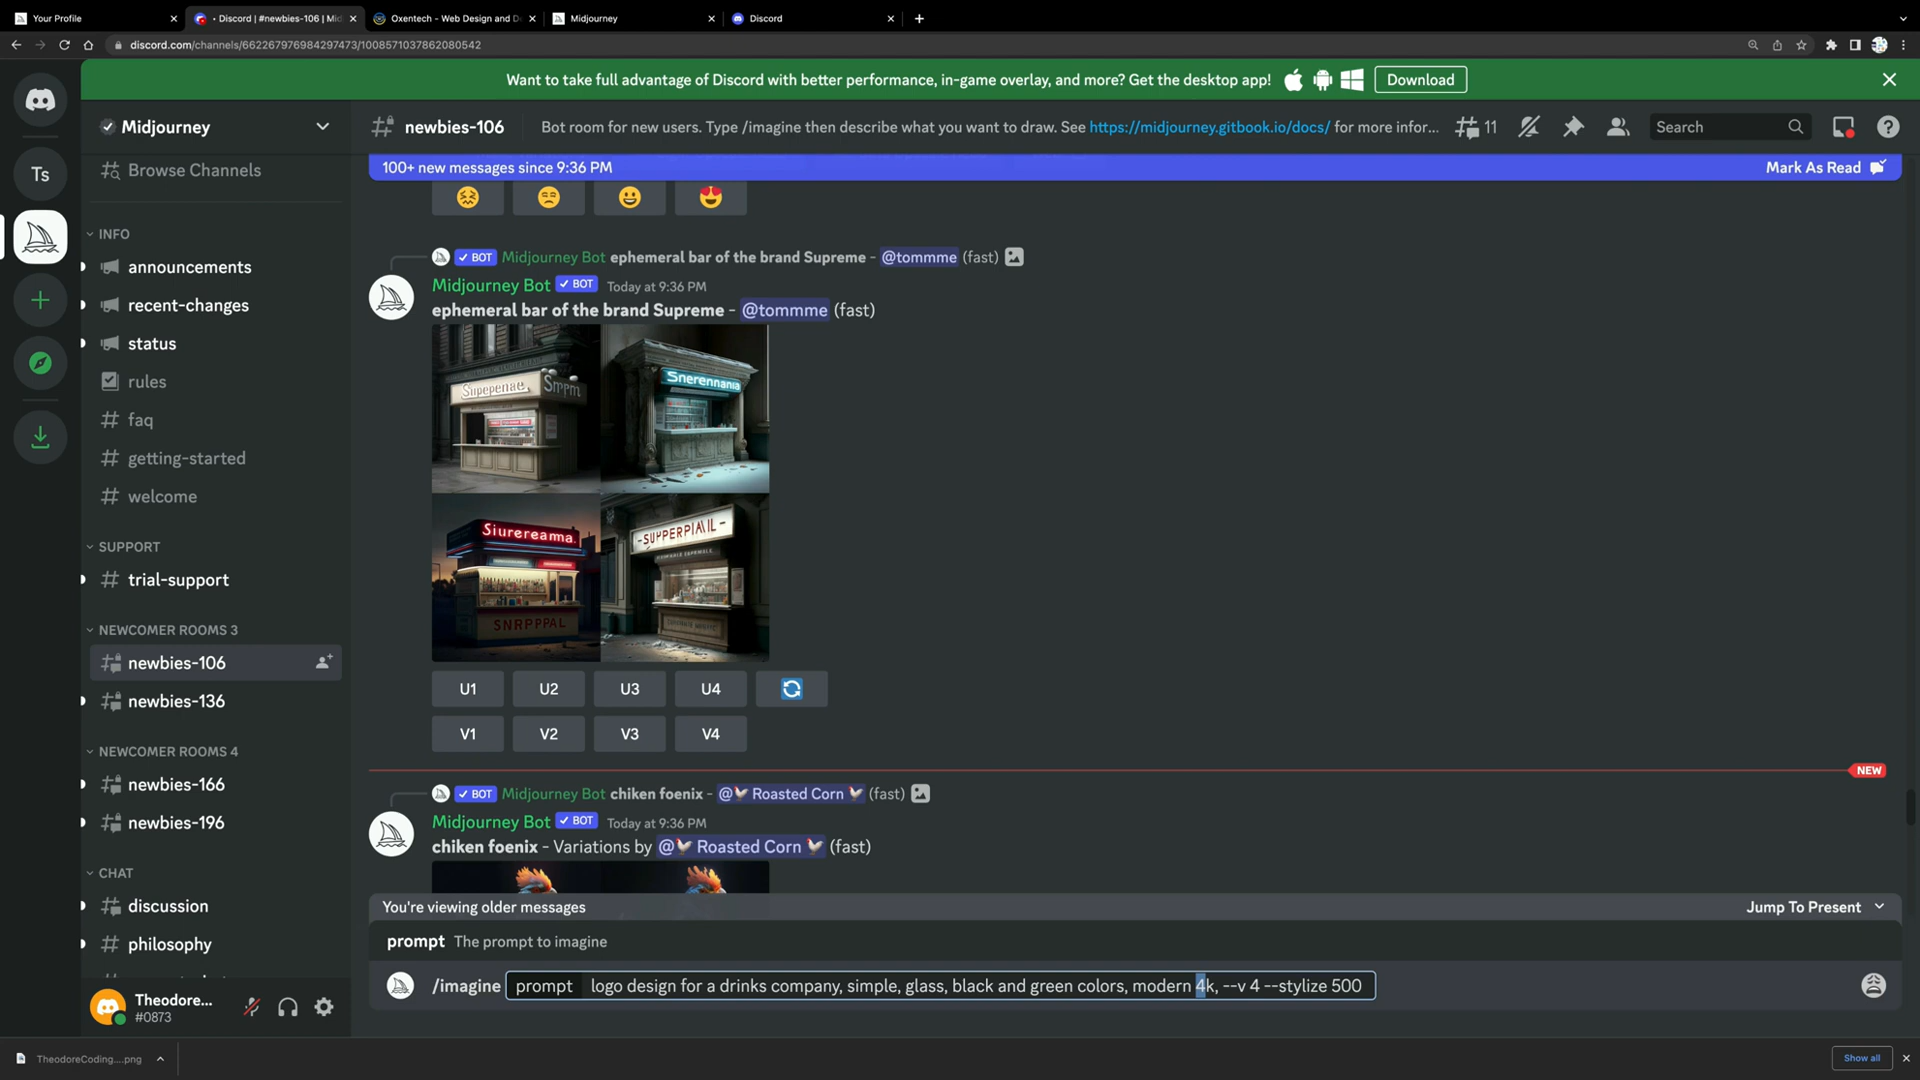 Your Profile
• Discord | #newbies-106 | Mid
Oxentech - Web Design and D
Midjourney
Discord
discord.com/channels/662267976984297473/1008571037862080542
Want to take full advantage of Discord with better performance, in-game overlay, and more? Get the desktop app!
Download
Midjourney
newbies-106
Bot room for new users. Type /imagine then describe what you want to draw. See https://midjourney.gitbook.io/docs/ for more infor...
11
Search
Browse Channels
100+ new messages since 9:36 PM
Mark As Read
Ts
INFO
announcements
recent-changes
status
rules
faq
getting-started
welcome
SUPPORT
trial-support
NEWCOMER ROOMS 3
newbies-106
newbies-136
NEWCOMER ROOMS 4
newbies-166
newbies-196
CHAT
discussion
philosophy
BOT Midjourney Bot ephemeral bar of the brand Supreme - @tommme (fast)
Midjourney Bot BOT Today at 9:36 PM
ephemeral bar of the brand Supreme - @tommme (fast)
Supepenae
Smpm
Snerennania
Siurereama.
SNRPPPAL
-SUPPERPIAIL-
U1
U2
U3
U4
V1
V2
V3
V4
NEW
BOT Midjourney Bot chiken foenix - @🐓 Roasted Corn 🐓 (fast)
Midjourney Bot BOT Today at 9:36 PM
chiken foenix - Variations by @🐓 Roasted Corn 🐓 (fast)
You're viewing older messages
Jump To Present
prompt The prompt to imagine
/imagine prompt logo design for a drinks company, simple, glass, black and green colors, modern 4k, --v 4 --stylize 500
Theodore...
#0873
TheodoreCoding....png
Show all